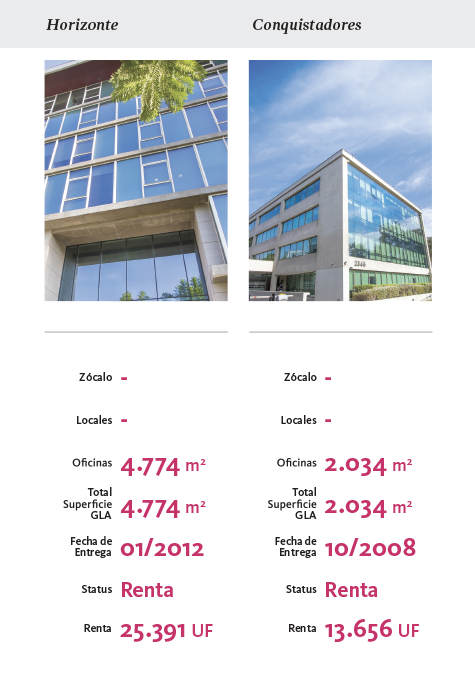 Horizonte
Conquistadores
2345
Zócalo -
Locales -
Oficinas 4.774 m²
Total
Superficie
GLA
4.774 m²
Fecha de
Entrega
01/2012
Status Renta
Renta 25.391 UF
Zócalo -
Locales -
Oficinas 2.034 m²
Total
Superficie
GLA
2.034 m²
Fecha de
Entrega
10/2008
Status Renta
Renta 13.656 UF